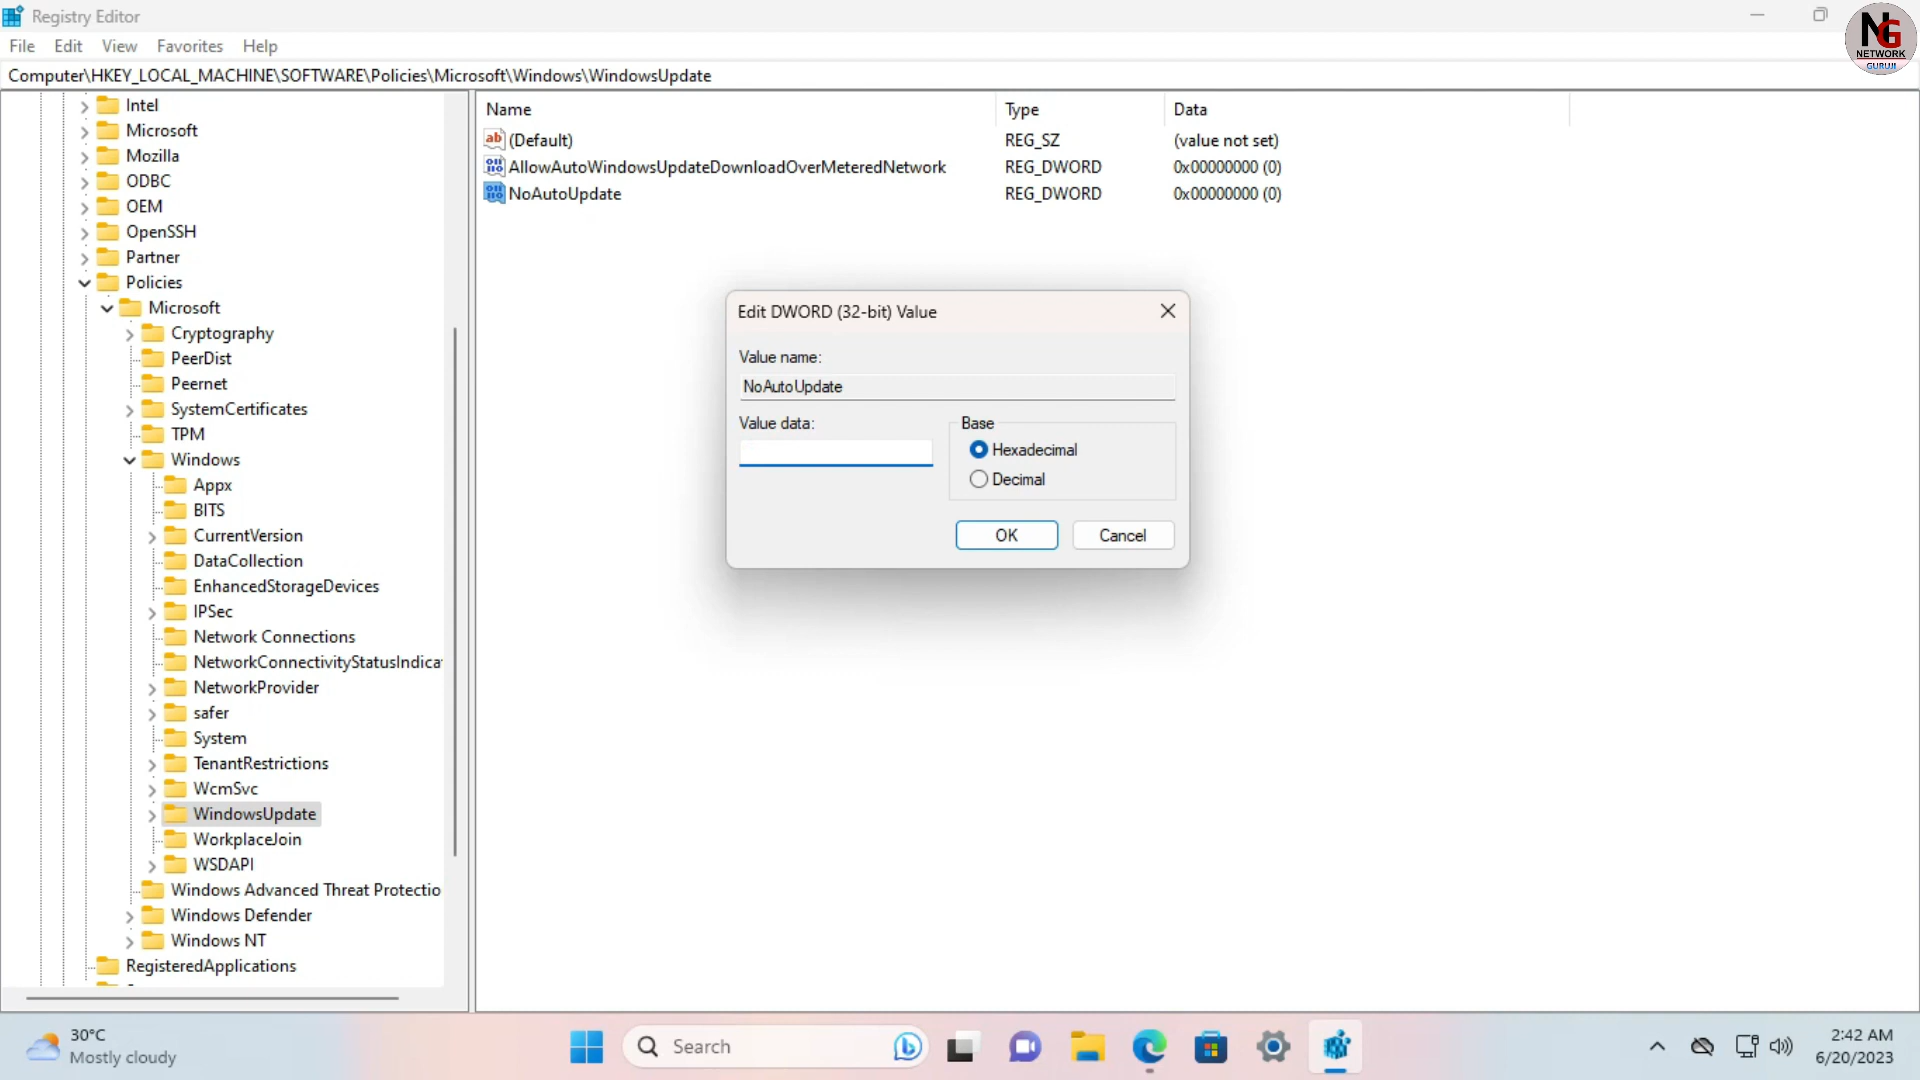 Registry Editor
File Edit View Favorites Help
Computer\HKEY_LOCAL_MACHINE\SOFTWARE\Policies\Microsoft\Windows\WindowsUpdate
NG
NETWORK
GURUJI
Intel
Microsoft
Mozilla
ODBC
OEM
OpenSSH
Partner
Policies
Microsoft
Cryptography
PeerDist
Peernet
SystemCertificates
TPM
Windows
Appx
BITS
CurrentVersion
DataCollection
EnhancedStorageDevices
IPSec
Network Connections
NetworkConnectivityStatusIndica
NetworkProvider
safer
System
TenantRestrictions
WcmSvc
WindowsUpdate
WorkplaceJoin
WSDAPI
Windows Advanced Threat Protectio
Windows Defender
Windows NT
RegisteredApplications
Name Type Data
ab (Default) REG_SZ (value not set)
AllowAutoWindowsUpdateDownloadOverMeteredNetwork REG_DWORD 0x00000000 (0)
NoAutoUpdate REG_DWORD 0x00000000 (0)
Edit DWORD (32-bit) Value
Value name:
NoAutoUpdate
Value data:
Base
Hexadecimal
Decimal
OK Cancel
30°C
Mostly cloudy
Search
2:42 AM
6/20/2023